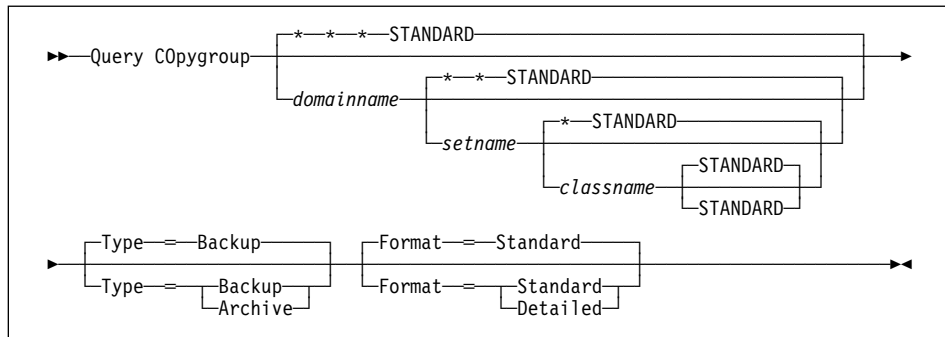 * * * STANDARD
Query COpygroup
* * STANDARD
domainname
* STANDARD
setname
STANDARD
classname
STANDARD
Type = Backup
Format = Standard
Type = Backup
Format = Standard
Archive
Detailed